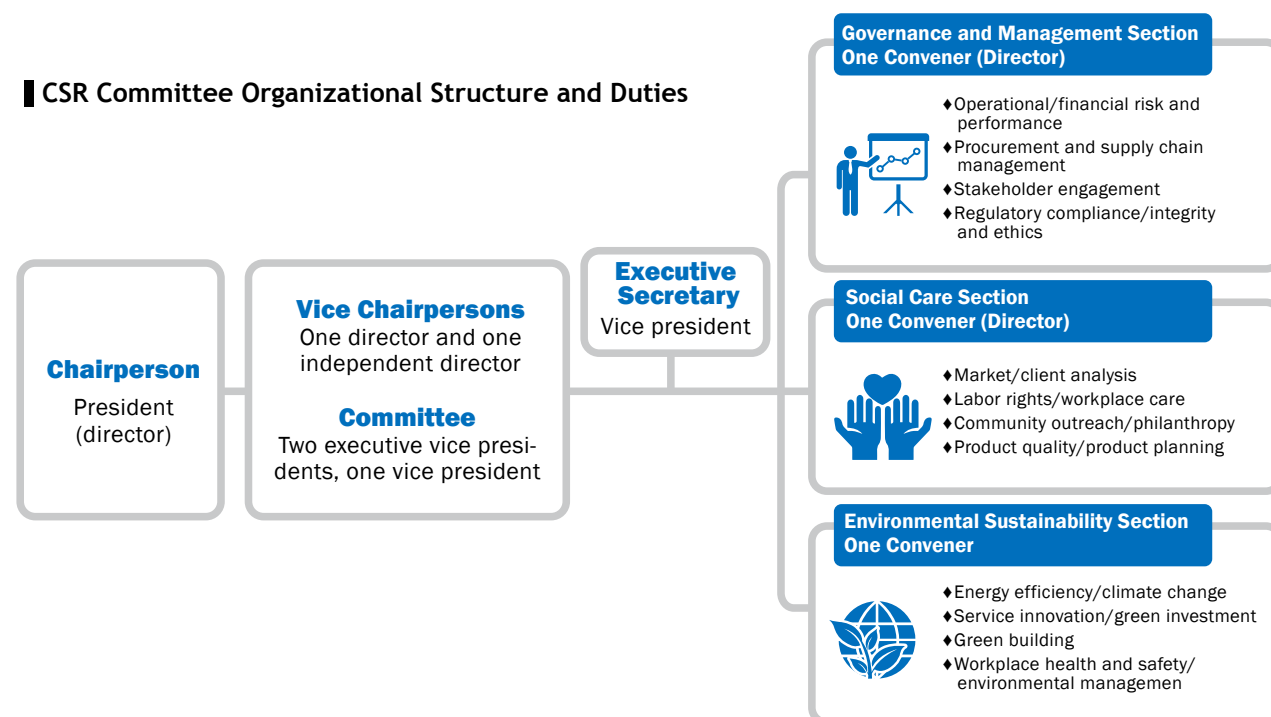 CSR Committee Organizational Structure and Duties
Chairperson
President
(director)
Vice Chairpersons
One director and one
independent director
Committee
Two executive vice presi-
dents, one vice president
Executive
Secretary
Vice president
Governance and Management Section
One Convener (Director)
♦Operational/financial risk and
performance
♦Procurement and supply chain
management
♦Stakeholder engagement
♦Regulatory compliance/integrity
and ethics
Social Care Section
One Convener (Director)
♦Market/client analysis
♦Labor rights/workplace care
♦Community outreach/philanthropy
♦Product quality/product planning
Environmental Sustainability Section
One Convener
♦Energy efficiency/climate change
♦Service innovation/green investment
♦Green building
♦Workplace health and safety/
environmental managemen